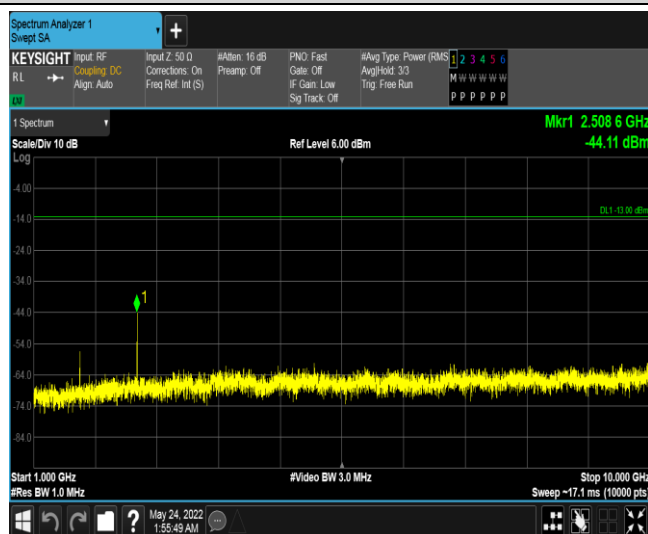 Spectrum Analyzer 1
Swept SA
+
KEYSIGHT Input: RF Input Z: 50 Ω #Atten: 16 dB PNO: Fast #Avg Type: Power (RMS 1 2 3 4 5 6
RL Coupling: DC Corrections: On Preamp: Off Gate: Off Avg|Hold: 3/3 M W W W W W
Align: Auto Freq Ref: Int (S) IF Gain: Low Trig: Free Run
LXI Sig Track: Off P P P P P P
1 Spectrum Mkr1 2.508 6 GHz
Scale/Div 10 dB Ref Level 6.00 dBm -44.11 dBm
Log
-4.00
DL1 -13.00 dBm
-14.0
-24.0
-34.0
1
-44.0
-54.0
-64.0
-74.0
-84.0
Start 1.000 GHz #Video BW 3.0 MHz Stop 10.000 GHz
#Res BW 1.0 MHz Sweep ~17.1 ms (10000 pts)
? May 24, 2022
1:55:49 AM